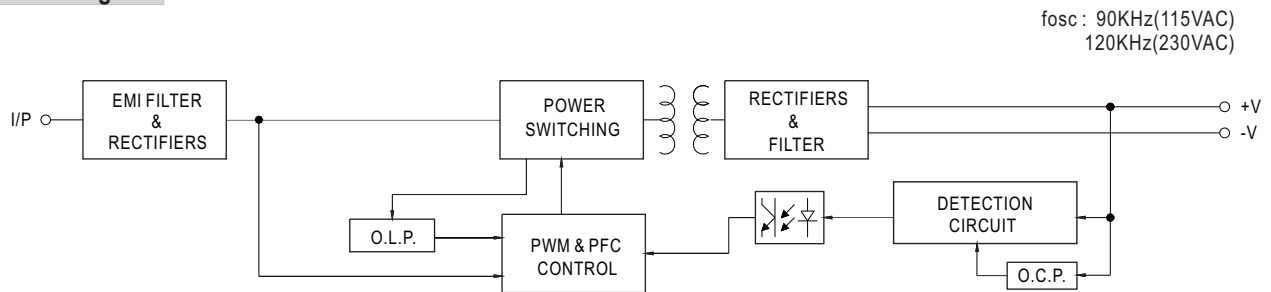 fosc : 90KHz(115VAC)
120KHz(230VAC)
I/P
EMI FILTER
&
RECTIFIERS
POWER
SWITCHING
RECTIFIERS
&
FILTER
+V
-V
O.L.P.
PWM & PFC
CONTROL
DETECTION
CIRCUIT
O.C.P.